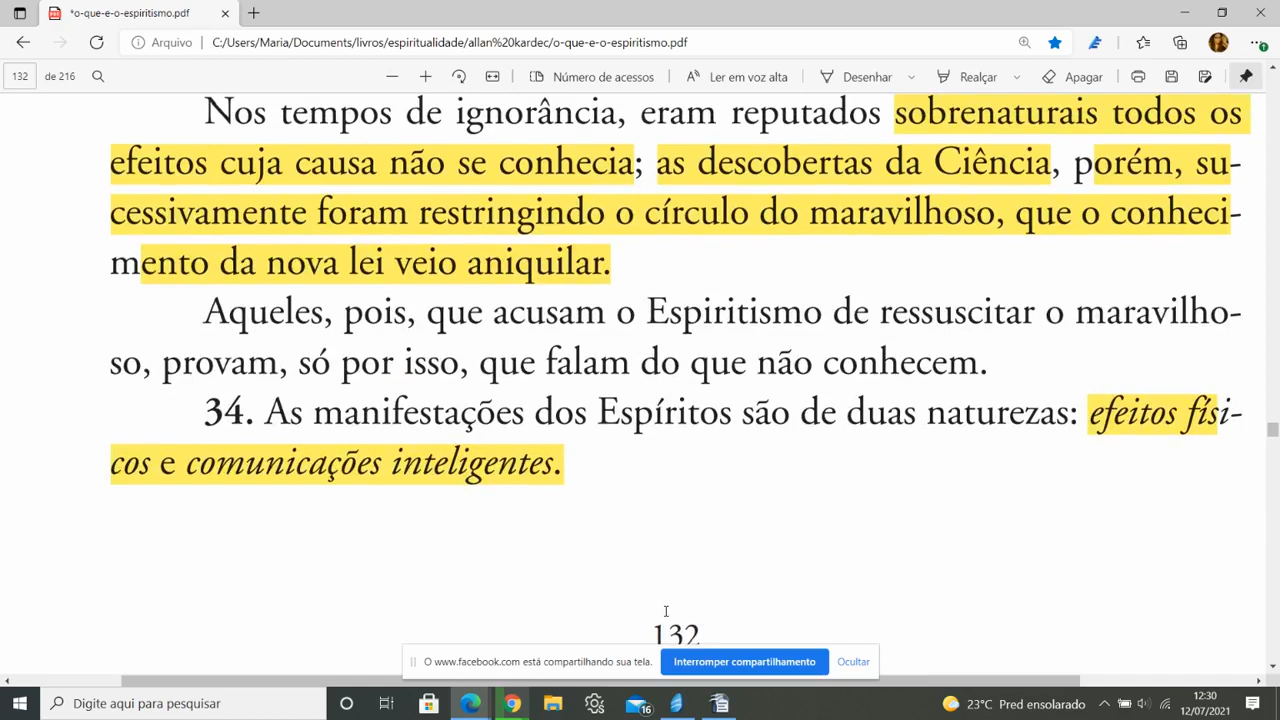 *o-que-e-o-espiritismo.pdf
Arquivo C:/Users/Maria/Documents/livros/espiritualidade/allan%20kardec/o-que-e-o-espiritismo.pdf
132 de 216 Número de acessos Ler em voz alta Desenhar Realçar Apagar
Nos tempos de ignorância, eram reputados sobrenaturais todos os
efeitos cuja causa não se conhecia; as descobertas da Ciência, porém, su-
cessivamente foram restringindo o círculo do maravilhoso, que o conheci-
mento da nova lei veio aniquilar.
Aqueles, pois, que acusam o Espiritismo de ressuscitar o maravilho-
so, provam, só por isso, que falam do que não conhecem.
34. As manifestações dos Espíritos são de duas naturezas: efeitos físi-
cos e comunicações inteligentes.
132
O www.facebook.com está compartilhando sua tela. Interromper compartilhamento Ocultar
Digite aqui para pesquisar 16 23°C Pred ensolarado 12:30
12/07/2021